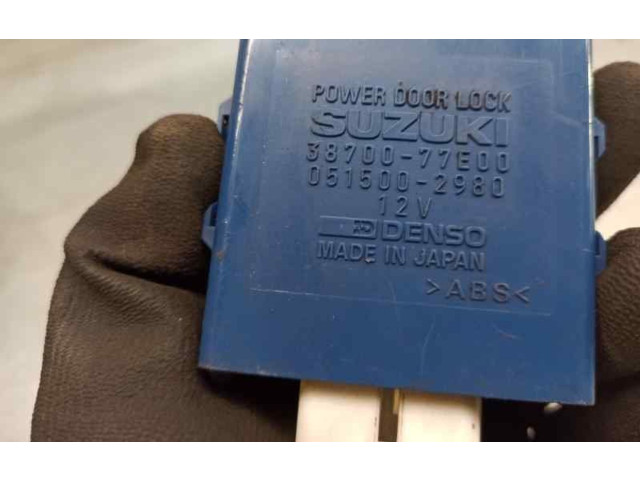 POWER DOOR LOCK
SUZUKI
38700-77E00
051500-2980
12V
DENSO
MADE IN JAPAN
>ABS<